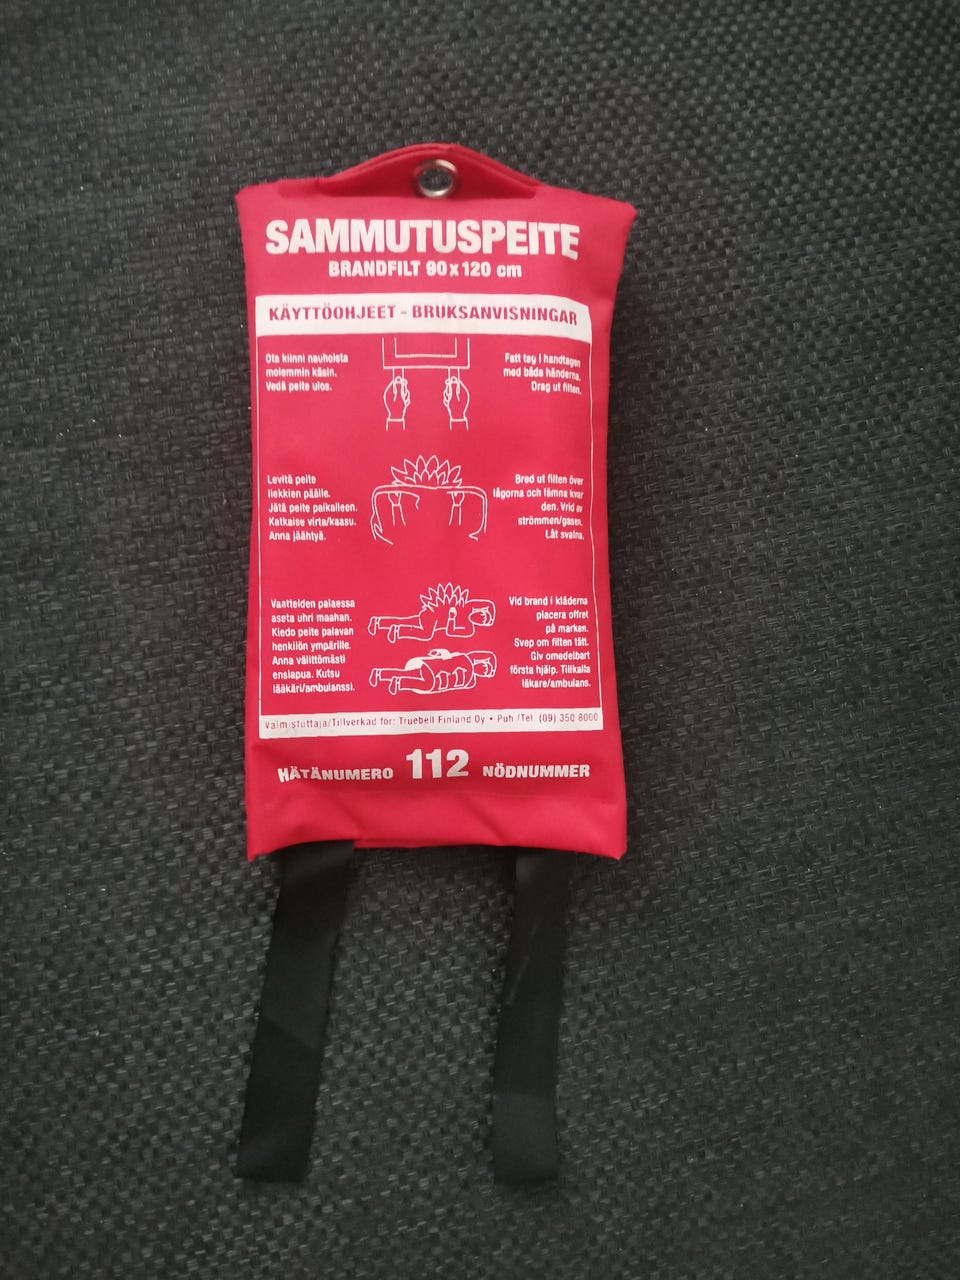 SAMMUTUSPEITE
BRANDFILT 90 x 120 cm
KÄYTTÖOHJEET - BRUKSANVISNINGAR
Ota kiinni nauhoista
molemmin käsin.
Vedä peite ulos.
Fatt tag i handtagen
med båda händerna.
Drag ut filten.
Levitä peite
liekkien päälle.
Jätä peite paikalleen.
Katkaise virta/kaasu.
Anna jäähtyä.
Bred ut filten över
lågorna och lämna kvar
den. Vrid av
strömmen/gasen.
Låt svalna.
Vaatteiden palaessa
aseta uhri maahan.
Kiedo peite palavan
henkilön ympärille.
Anna välittömästi
ensiapua. Kutsu
lääkäri/ambulanssi.
Vid brand i kläderna
placera offret
på marken.
Svep om filten tätt.
Giv omedelbart
första hjälp. Tillkalla
läkare/ambulans.
Valmistuttaja/Tillverkad för: Truebell Finland Oy • Puh./Tel. (09) 350 8000
HÄTÄNUMERO 112 NÖDNUMMER